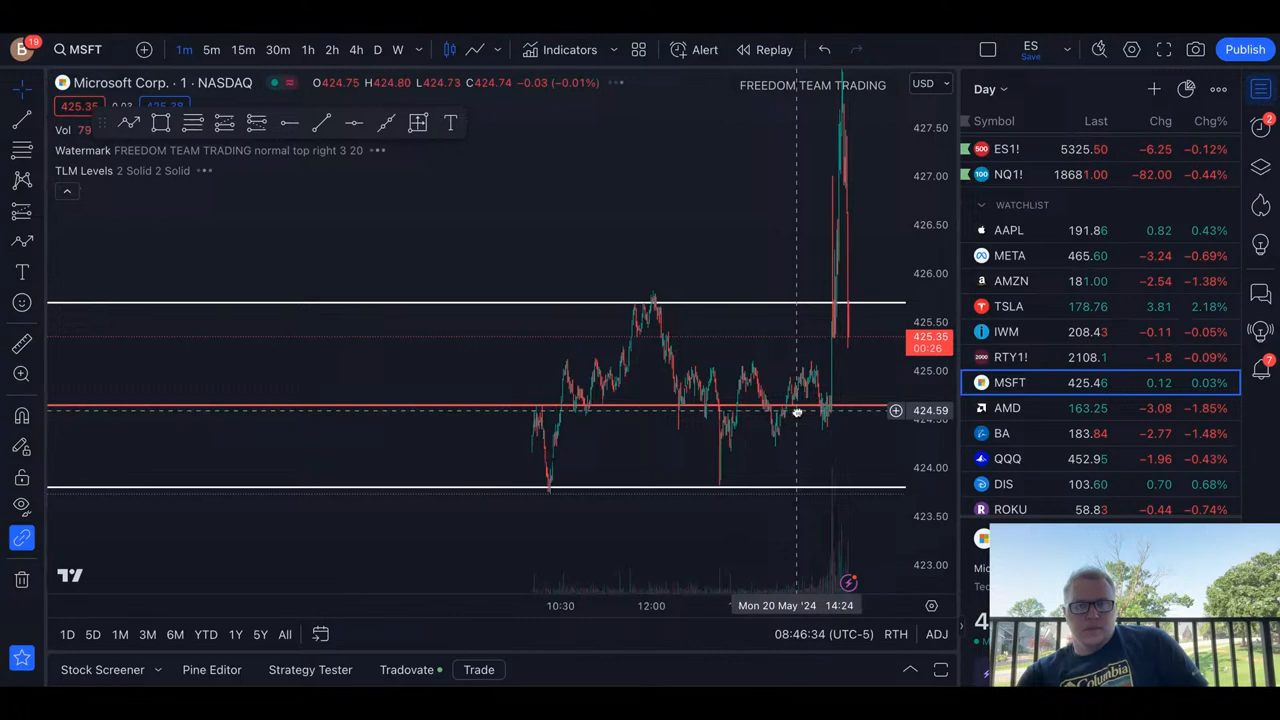 B
19
MSFT
1m 5m 15m 30m 1h 2h 4h D W
Indicators
Alert
Replay
ES
Save
Publish
Microsoft Corp. · 1 · NASDAQ
O424.75 H424.80 L424.73 C424.74 −0.03 (−0.01%)
FREEDOM TEAM TRADING
USD
425.35
425.38
Vol 79
Watermark FREEDOM TEAM TRADING normal top right 3 20
TLM Levels 2 Solid 2 Solid
427.50
427.00
426.50
426.00
425.50
425.35
00:26
425.00
424.59
424.50
424.00
423.50
423.00
10:30
12:00
Mon 20 May '24 14:24
1D 5D 1M 3M 6M YTD 1Y 5Y All
08:46:34 (UTC-5)
RTH
ADJ
Stock Screener
Pine Editor
Strategy Tester
Tradovate
Trade
Day
Symbol Last Chg Chg%
ES1! 5325.50 −6.25 −0.12%
NQ1! 18681.00 −82.00 −0.44%
WATCHLIST
AAPL 191.86 0.82 0.43%
META 465.60 −3.24 −0.69%
AMZN 181.00 −2.54 −1.38%
TSLA 178.76 3.81 2.18%
IWM 208.43 −0.11 −0.05%
RTY1! 2108.1 −1.8 −0.09%
MSFT 425.46 0.12 0.03%
AMD 163.25 −3.08 −1.85%
BA 183.84 −2.77 −1.48%
QQQ 452.95 −1.96 −0.43%
DIS 103.60 0.70 0.68%
ROKU 58.83 −0.44 −0.74%
2
7
Columbia